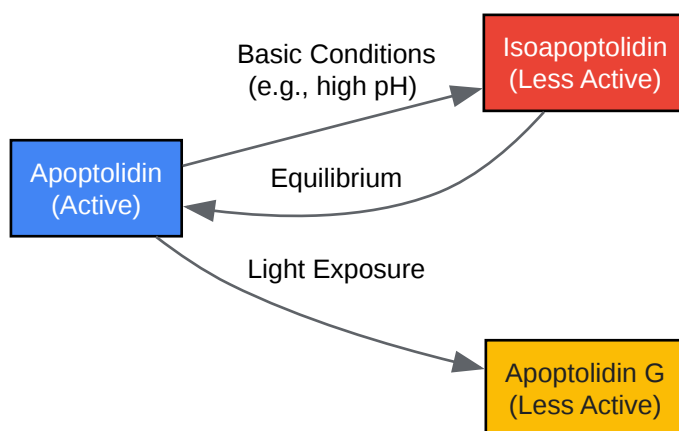 Basic Conditions
(e.g., high pH)
Isoapoptolidin
(Less Active)
Apoptolidin
(Active)
Equilibrium
Light Exposure
Apoptolidin G
(Less Active)